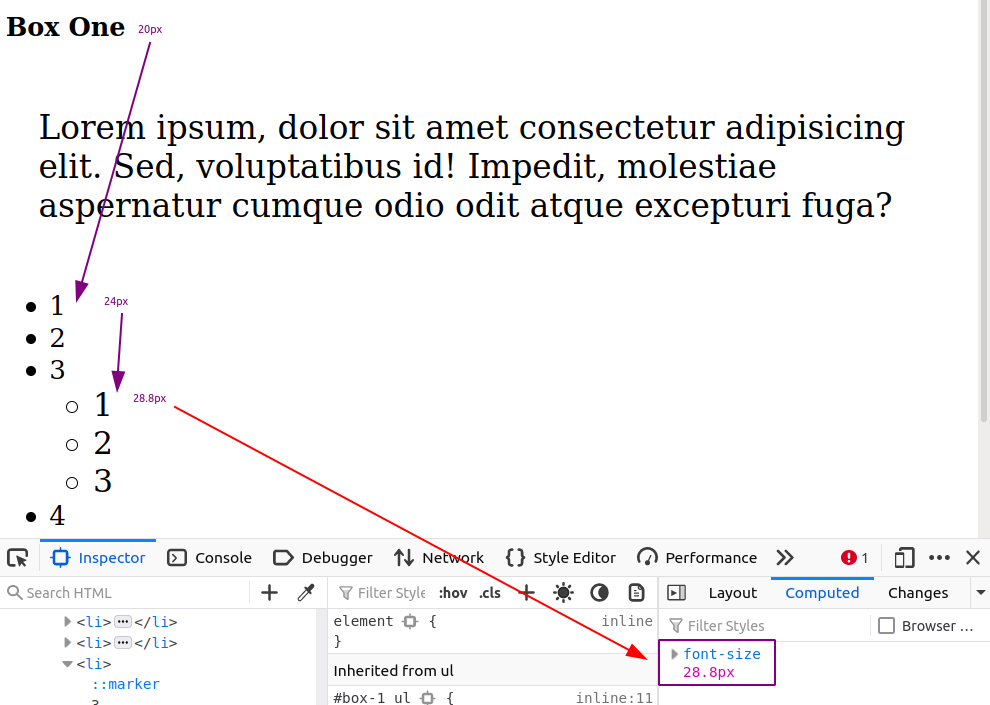 Box One 20px
Lorem ipsum, dolor sit amet consectetur adipisicing
elit. Sed, voluptatibus id! Impedit, molestiae
aspernatur cumque odio odit atque excepturi fuga?
1 24px
2
3
1 28.8px
2
3
4
Inspector Console Debugger Network Style Editor Performance 1
Search HTML Filter Style :hov .cls Layout Computed Changes
<li> </li> element { inline Filter Styles Browser ...
<li> </li> }
<li> Inherited from ul font-size
::marker 28.8px
3 #box-1 ul { inline:11